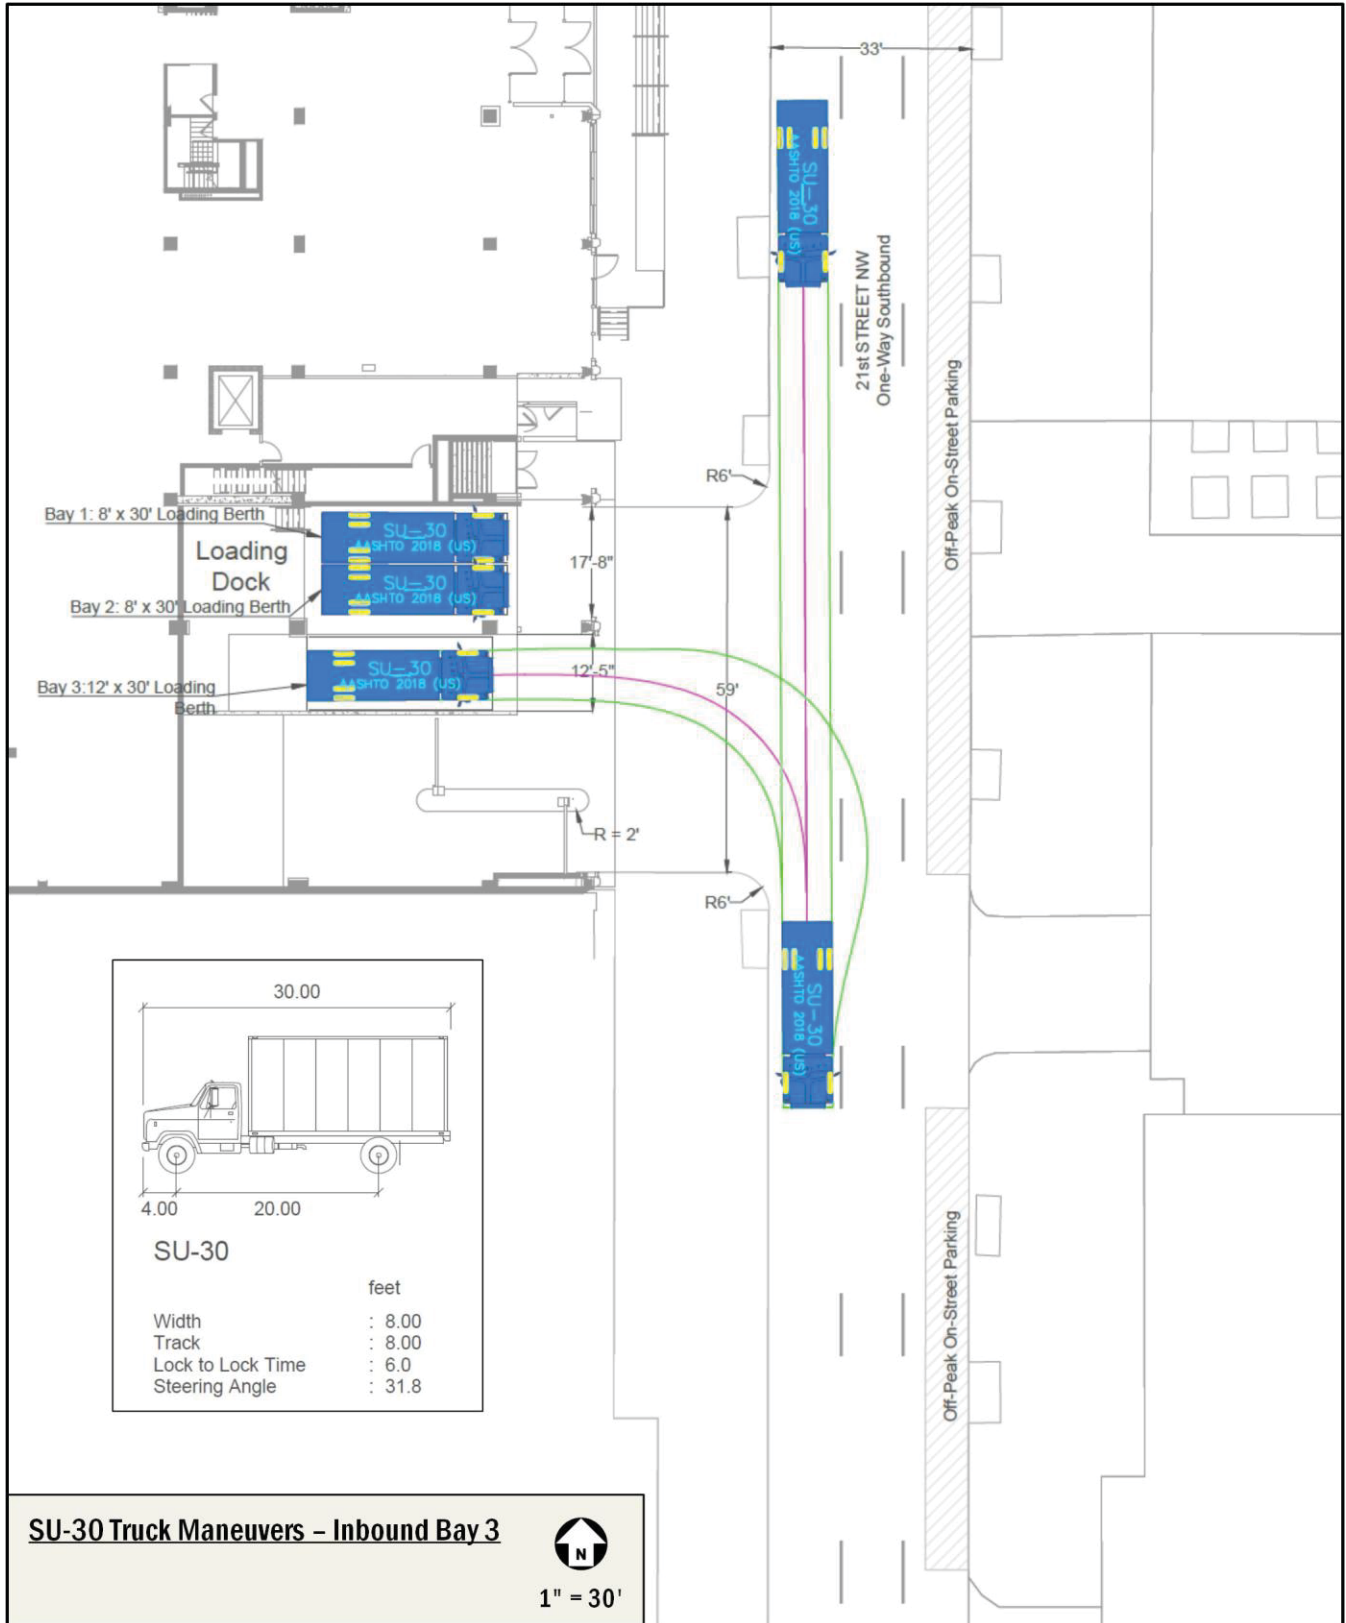 33'
SU-30
AASHTO 2018 (US)
21st STREET NW
One-Way Southbound
Off-Peak On-Street Parking
R6'
Bay 1: 8' x 30' Loading Berth
SU-30
AASHTO 2018 (US)
Loading
Dock
17'-8"
Bay 2: 8' x 30' Loading Berth
SU-30
AASHTO 2018 (US)
Bay 3:12' x 30' Loading
Berth
SU-30
AASHTO 2018 (US)
12'-5"
59'
R = 2'
R6'
SU-30
AASHTO 2018 (US)
30.00
4.00
20.00
SU-30
feet
Width : 8.00
Track : 8.00
Lock to Lock Time : 6.0
Steering Angle : 31.8
Off-Peak On-Street Parking
SU-30 Truck Maneuvers – Inbound Bay 3
N
1" = 30'